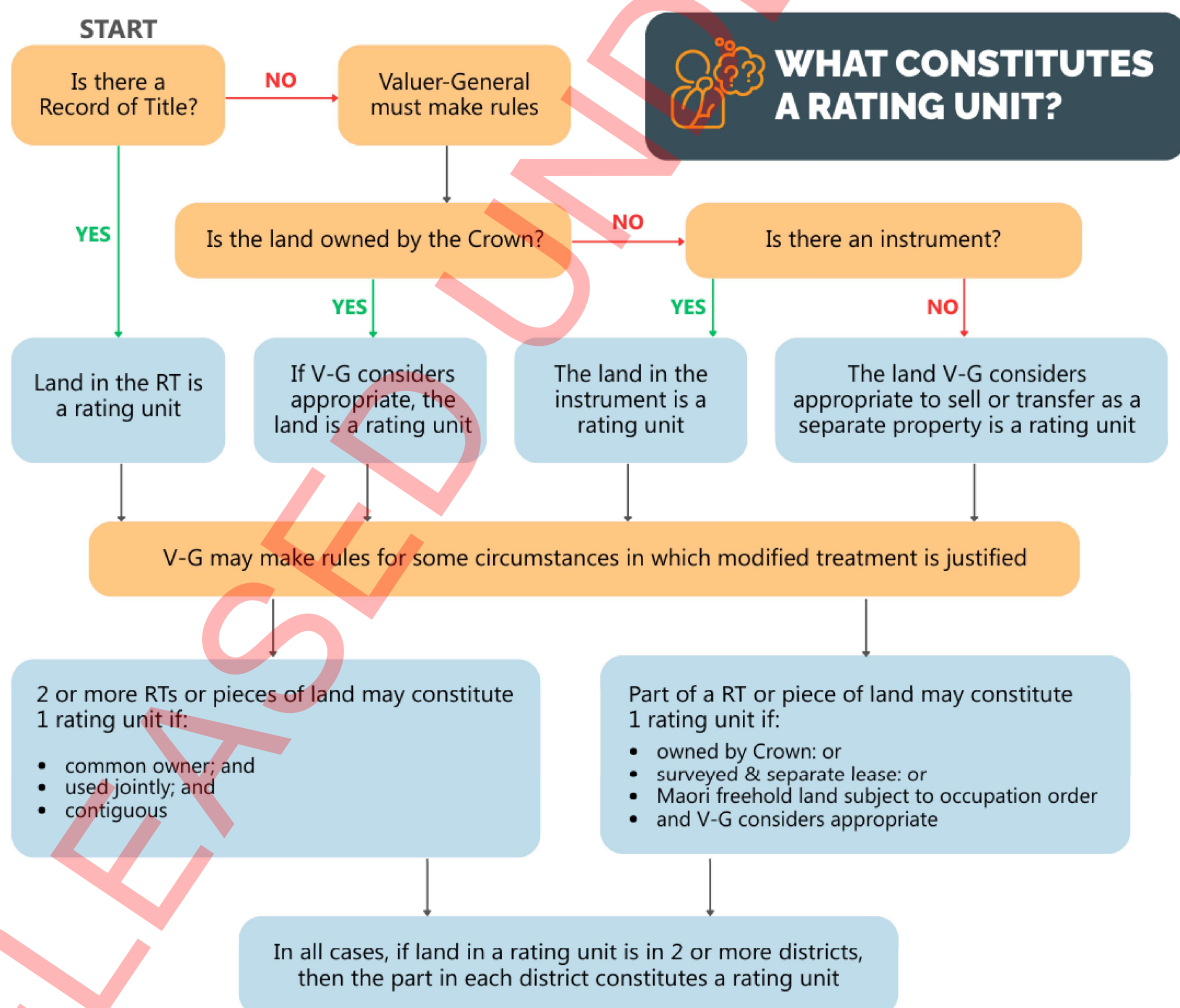 START
WHAT CONSTITUTES
A RATING UNIT?
??
Is there a
Record of Title?
NO
Valuer-General
must make rules
YES
Is the land owned by the Crown?
NO
Is there an instrument?
YES
YES
NO
Land in the RT is
a rating unit
If V-G considers
appropriate, the
land is a rating unit
The land in the
instrument is a
rating unit
The land V-G considers
appropriate to sell or transfer as a
separate property is a rating unit
V-G may make rules for some circumstances in which modified treatment is justified
2 or more RTs or pieces of land may constitute
1 rating unit if:
• common owner; and
• used jointly; and
• contiguous
Part of a RT or piece of land may constitute
1 rating unit if:
• owned by Crown: or
• surveyed & separate lease: or
• Maori freehold land subject to occupation order
• and V-G considers appropriate
In all cases, if land in a rating unit is in 2 or more districts,
then the part in each district constitutes a rating unit
LEASED UND